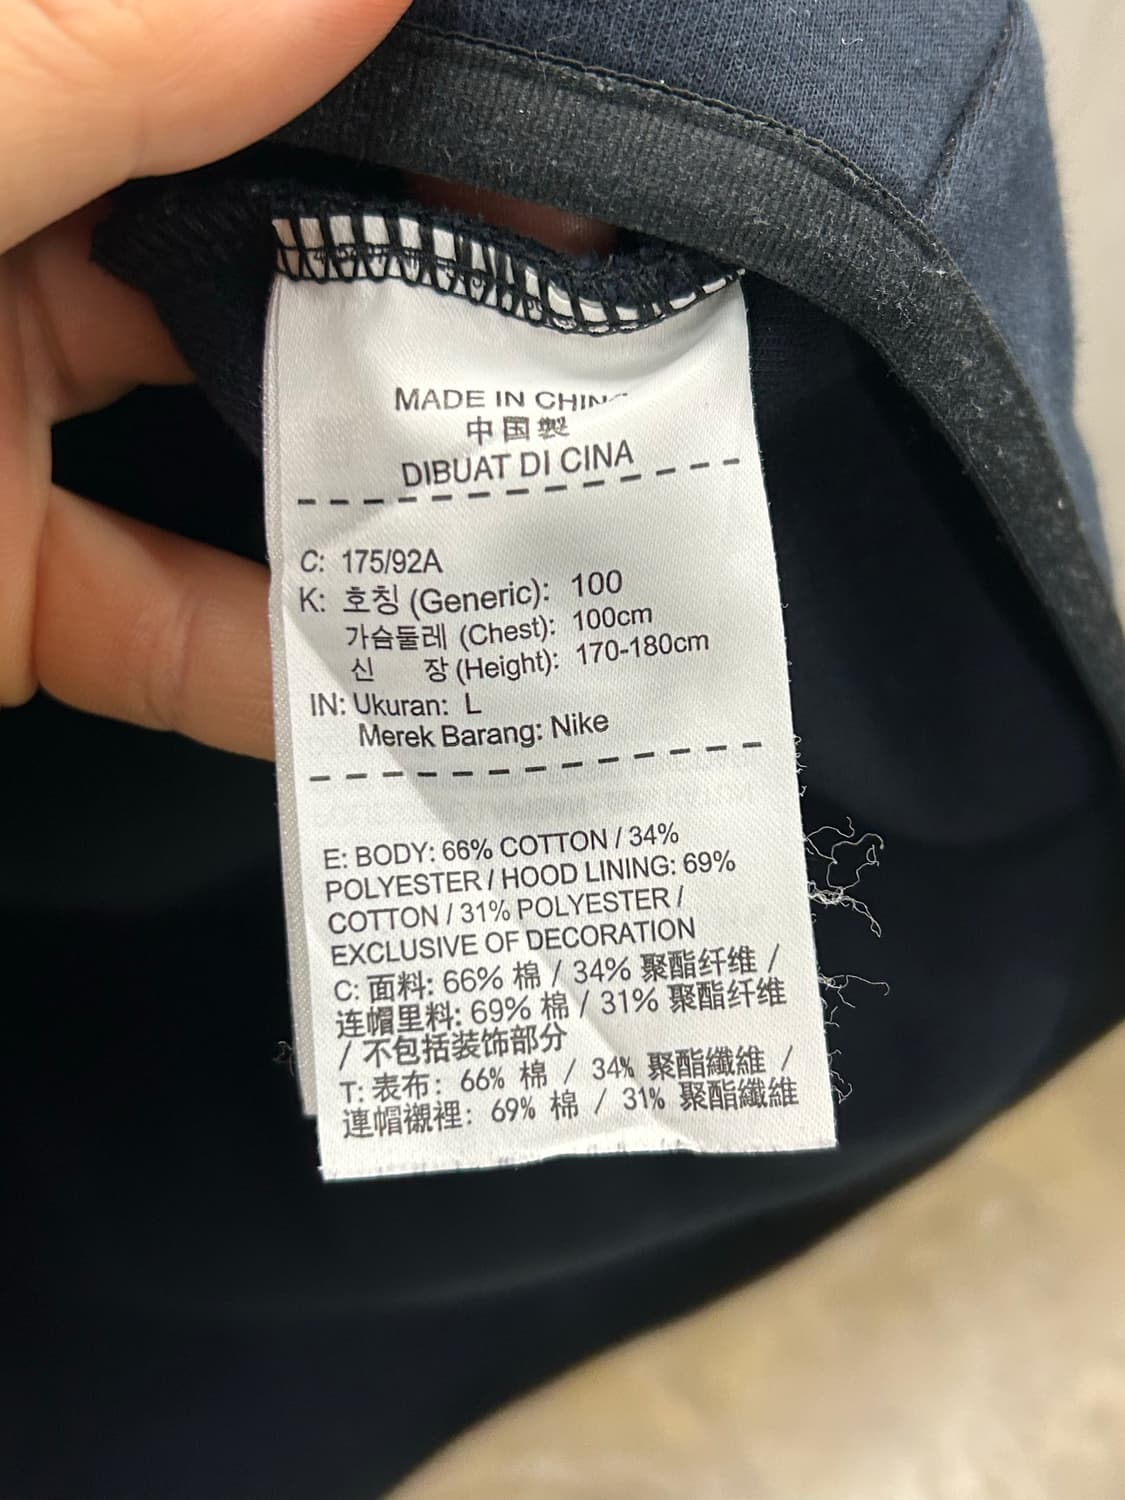 MADE IN CHINA
中国製
DIBUAT DI CINA
C: 175/92A
K: 호칭 (Generic): 100
가슴둘레 (Chest): 100cm
신 장 (Height): 170-180cm
IN: Ukuran: L
Merek Barang: Nike
E: BODY: 66% COTTON / 34%
POLYESTER / HOOD LINING: 69%
COTTON / 31% POLYESTER /
EXCLUSIVE OF DECORATION
C: 面料: 66% 棉 / 34% 聚酯纤维 /
连帽里料: 69% 棉 / 31% 聚酯纤维
/ 不包括装饰部分
T: 表布: 66% 棉 / 34% 聚酯纖維 /
連帽襯裡: 69% 棉 / 31% 聚酯纖維